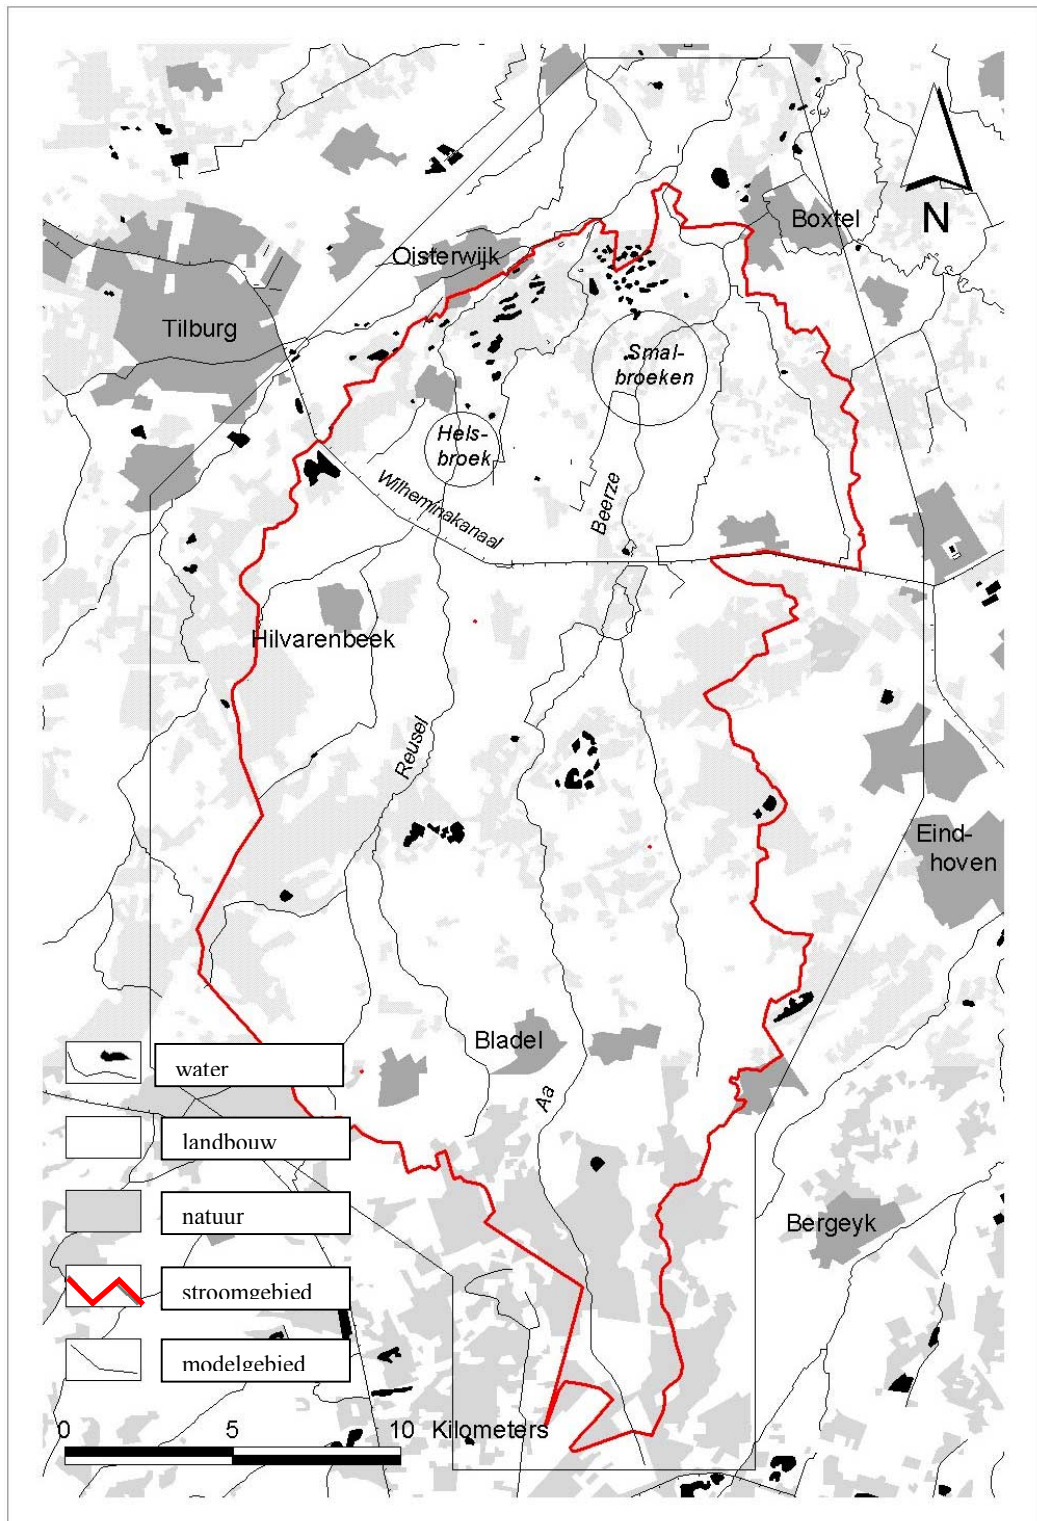 N
Boxtel
Oisterwijk
Tilburg
Smal-
broeken
Hels-
broek
Wilheminakanaal
Beerze
Hilvarenbeek
Reusel
Eind-
hoven
Bladel
Aa
Bergeyk
water
landbouw
natuur
stroomgebied
modelgebied
0 5 10 Kilometers